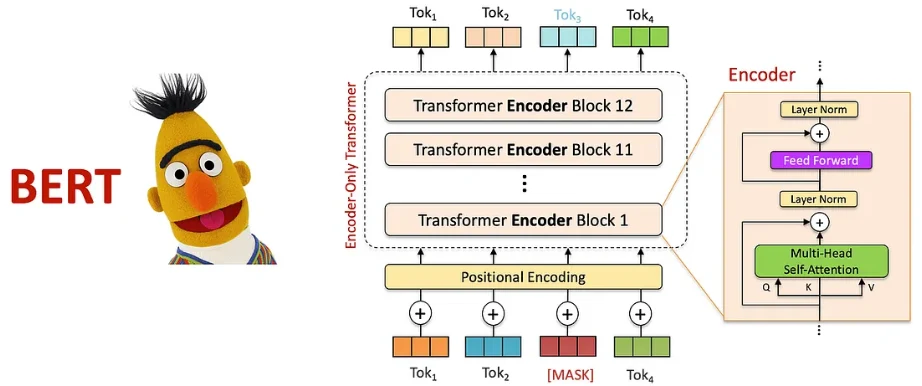 BERT
Tok1 Tok2 Tok3 Tok4
Encoder-Only Transformer
Transformer Encoder Block 12
Transformer Encoder Block 11
⋮
Transformer Encoder Block 1
Positional Encoding
+ + + +
Tok1 Tok2 [MASK] Tok4
Encoder
Layer Norm
+
Feed Forward
Layer Norm
+
Multi-Head
Self-Attention
Q K V